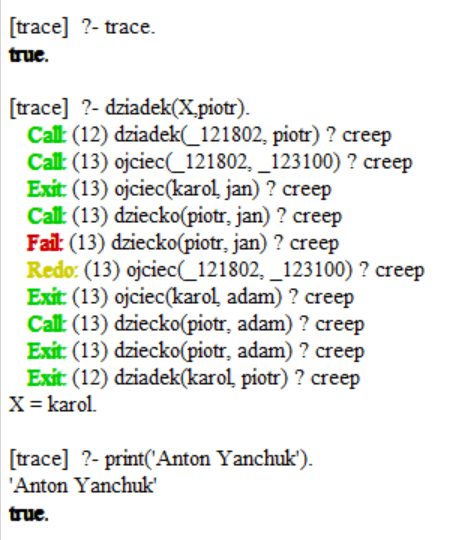 [trace]  ?- trace.
true.
[trace]  ?- dziadek(X,piotr).
Call: (12) dziadek(_121802, piotr) ? creep
Call: (13) ojciec(_121802, _123100) ? creep
Exit: (13) ojciec(karol, jan) ? creep
Call: (13) dziecko(piotr, jan) ? creep
Fail: (13) dziecko(piotr, jan) ? creep
Redo: (13) ojciec(_121802, _123100) ? creep
Exit: (13) ojciec(karol, adam) ? creep
Call: (13) dziecko(piotr, adam) ? creep
Exit: (13) dziecko(piotr, adam) ? creep
Exit: (12) dziadek(karol, piotr) ? creep
X = karol.
[trace]  ?- print('Anton Yanchuk').
'Anton Yanchuk'
true.